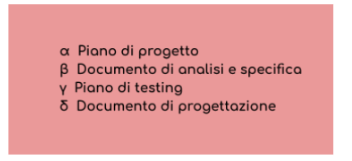 α Piano di progetto
β Documento di analisi e specifica
γ Piano di testing
δ Documento di progettazione